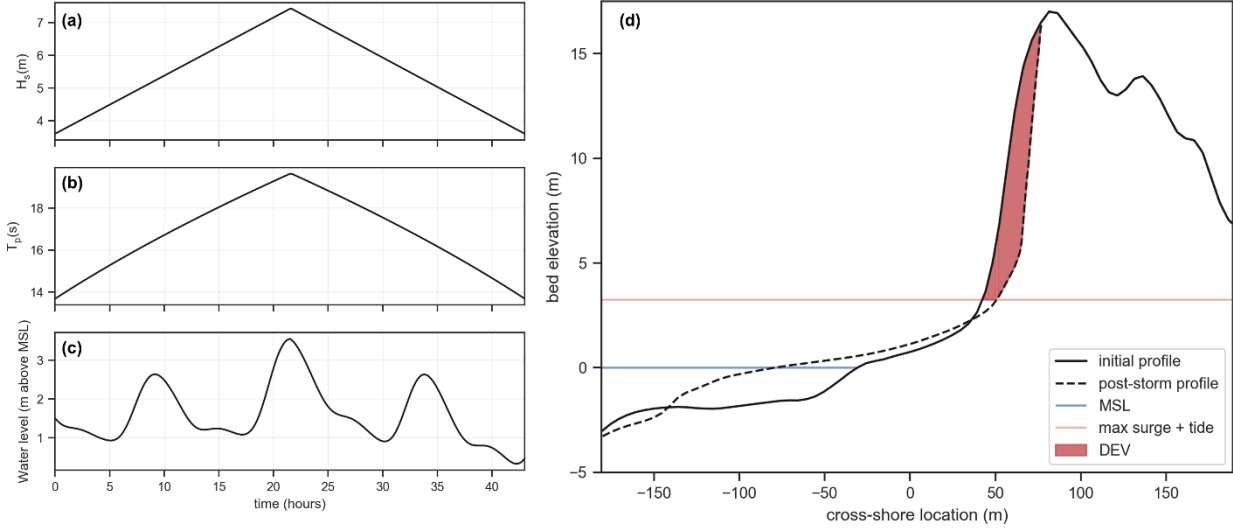 (a)
H_s(m)
7
6
5
4
(b)
T_p(s)
18
16
14
(c)
Water level (m above MSL)
3
2
1
0 5 10 15 20 25 30 35 40
time (hours)
(d)
bed elevation (m)
15
10
5
0
−5
−150 −100 −50 0 50 100 150
cross-shore location (m)
initial profile
post-storm profile
MSL
max surge + tide
DEV